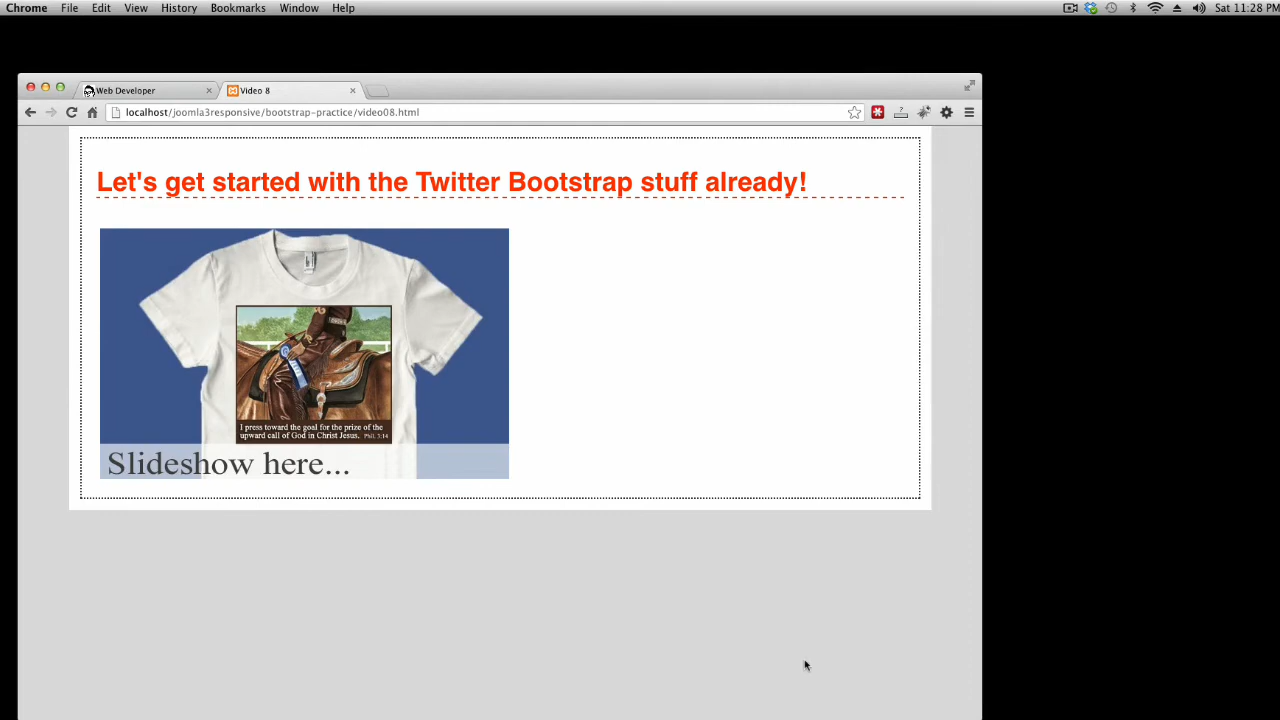 Chrome File Edit View History Bookmarks Window Help Sat 11:28 PM
Web Developer Video 8
localhost/joomla3responsive/bootstrap-practice/video08.html
Let's get started with the Twitter Bootstrap stuff already!
I press toward the goal for the prize of the
upward call of God in Christ Jesus. Phil. 3:14
Slideshow here...